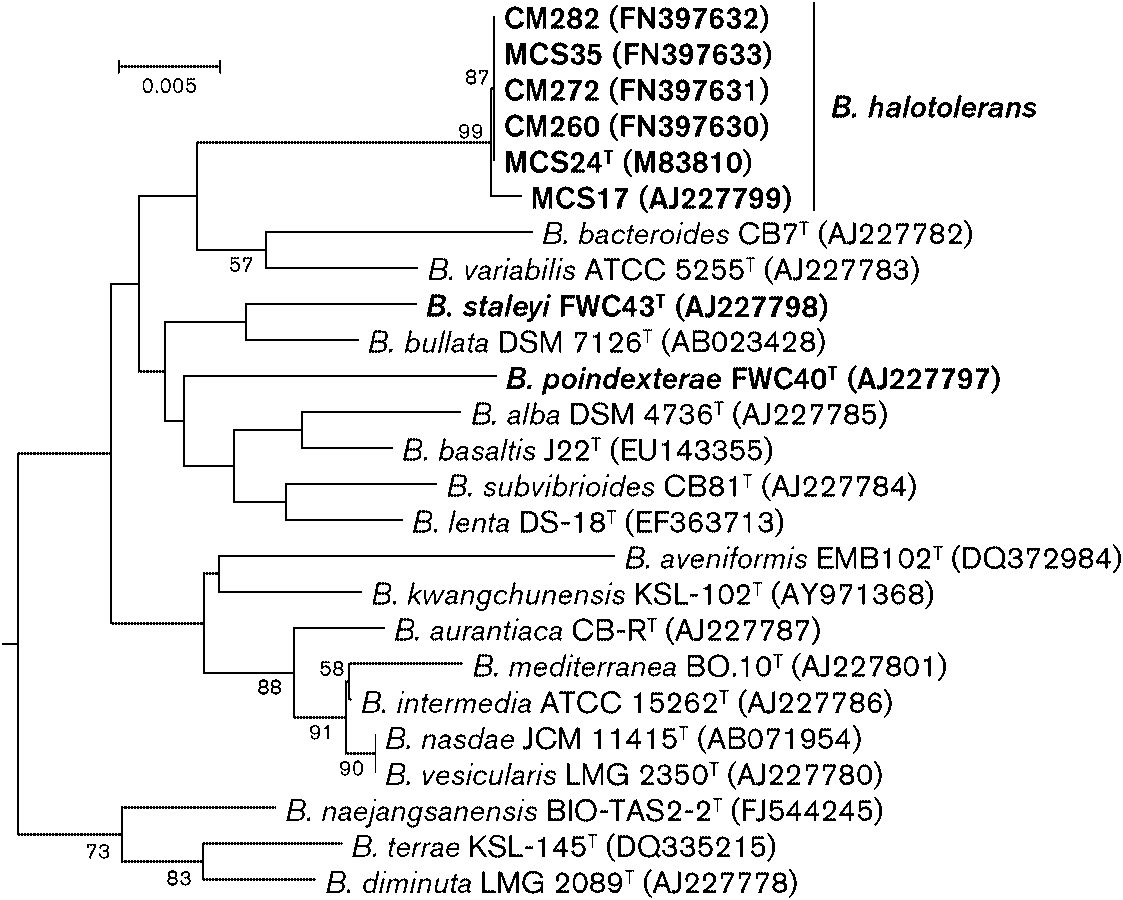 CM282 (FN397632)
MCS35 (FN397633)
0.005
87
CM272 (FN397631)
B. halotolerans
CM260 (FN397630)
99
MCS24ᵀ (M83810)
MCS17 (AJ227799)
B. bacteroides CB7ᵀ (AJ227782)
57
B. variabilis ATCC 5255ᵀ (AJ227783)
B. staleyi FWC43ᵀ (AJ227798)
B. bullata DSM 7126ᵀ (AB023428)
B. poindexterae FWC40ᵀ (AJ227797)
B. alba DSM 4736ᵀ (AJ227785)
B. basaltis J22ᵀ (EU143355)
B. subvibrioides CB81ᵀ (AJ227784)
B. lenta DS-18ᵀ (EF363713)
B. aveniformis EMB102ᵀ (DQ372984)
B. kwangchunensis KSL-102ᵀ (AY971368)
B. aurantiaca CB-Rᵀ (AJ227787)
58
B. mediterranea BO.10ᵀ (AJ227801)
88
B. intermedia ATCC 15262ᵀ (AJ227786)
91
B. nasdae JCM 11415ᵀ (AB071954)
90
B. vesicularis LMG 2350ᵀ (AJ227780)
B. naejangsanensis BIO-TAS2-2ᵀ (FJ544245)
73
B. terrae KSL-145ᵀ (DQ335215)
83
B. diminuta LMG 2089ᵀ (AJ227778)